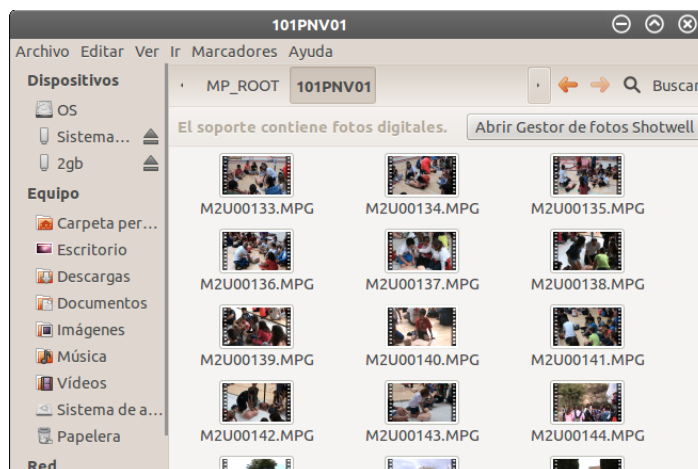 101PNV01
Archivo Editar Ver Ir Marcadores Ayuda
Dispositivos
OS
Sistema...
2gb
Equipo
Carpeta per...
Escritorio
Descargas
Documentos
Imágenes
Música
Vídeos
Sistema de a...
Papelera
Red
MP_ROOT 101PNV01 Buscar
El soporte contiene fotos digitales. Abrir Gestor de fotos Shotwell
M2U00133.MPG M2U00134.MPG M2U00135.MPG
M2U00136.MPG M2U00137.MPG M2U00138.MPG
M2U00139.MPG M2U00140.MPG M2U00141.MPG
M2U00142.MPG M2U00143.MPG M2U00144.MPG